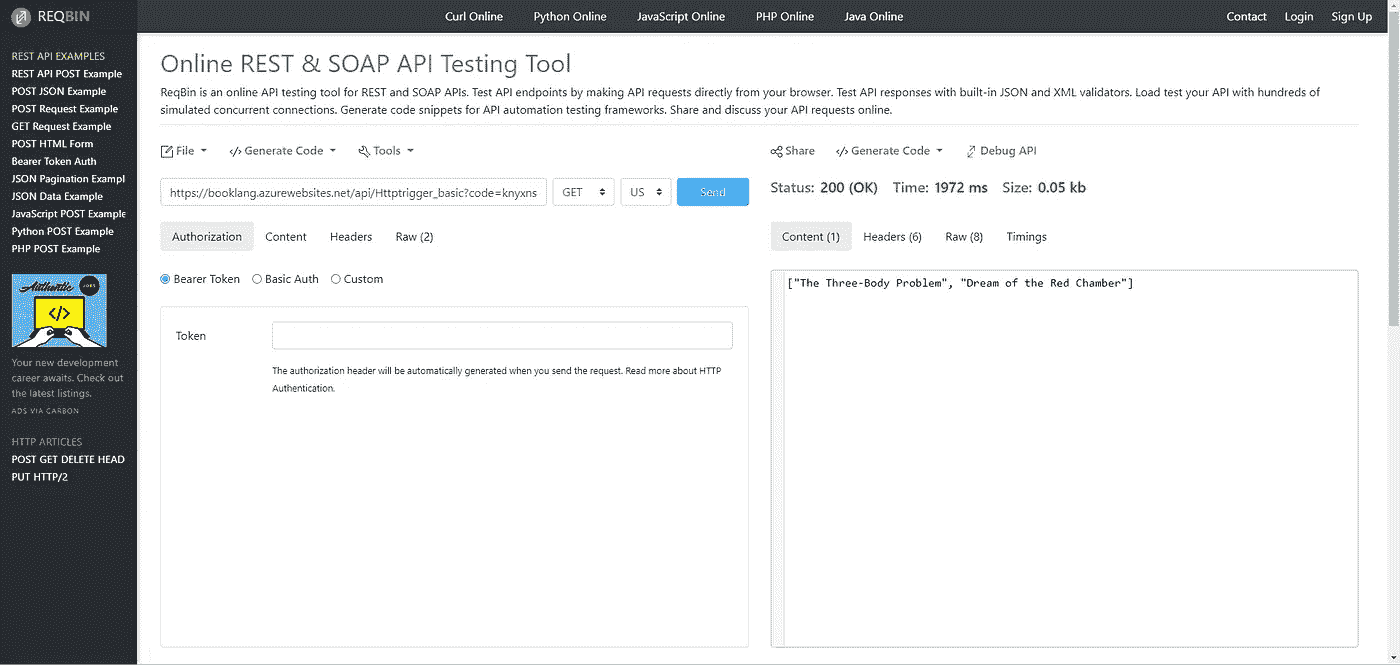 REQBIN
Curl Online
Python Online
JavaScript Online
PHP Online
Java Online
Contact
Login
Sign Up
REST API EXAMPLES
REST API POST Example
POST JSON Example
POST Request Example
GET Request Example
POST HTML Form
Bearer Token Auth
JSON Pagination Exampl
JSON Data Example
JavaScript POST Example
Python POST Example
PHP POST Example
Authentic JOBS
</>
Your new development
career awaits. Check out
the latest listings.
ADS VIA CARBON
HTTP ARTICLES
POST GET DELETE HEAD
PUT HTTP/2
Online REST & SOAP API Testing Tool
ReqBin is an online API testing tool for REST and SOAP APIs. Test API endpoints by making API requests directly from your browser. Test API responses with built-in JSON and XML validators. Load test your API with hundreds of
simulated concurrent connections. Generate code snippets for API automation testing frameworks. Share and discuss your API requests online.
File
</> Generate Code
Tools
https://booklang.azurewebsites.net/api/Httptrigger_basic?code=knyxns
GET
US
Send
Authorization
Content
Headers
Raw (2)
Bearer Token
Basic Auth
Custom
Token
The authorization header will be automatically generated when you send the request. Read more about HTTP
Authentication.
Share
</> Generate Code
Debug API
Status: 200 (OK)
Time: 1972 ms
Size: 0.05 kb
Content (1)
Headers (6)
Raw (8)
Timings
["The Three-Body Problem", "Dream of the Red Chamber"]